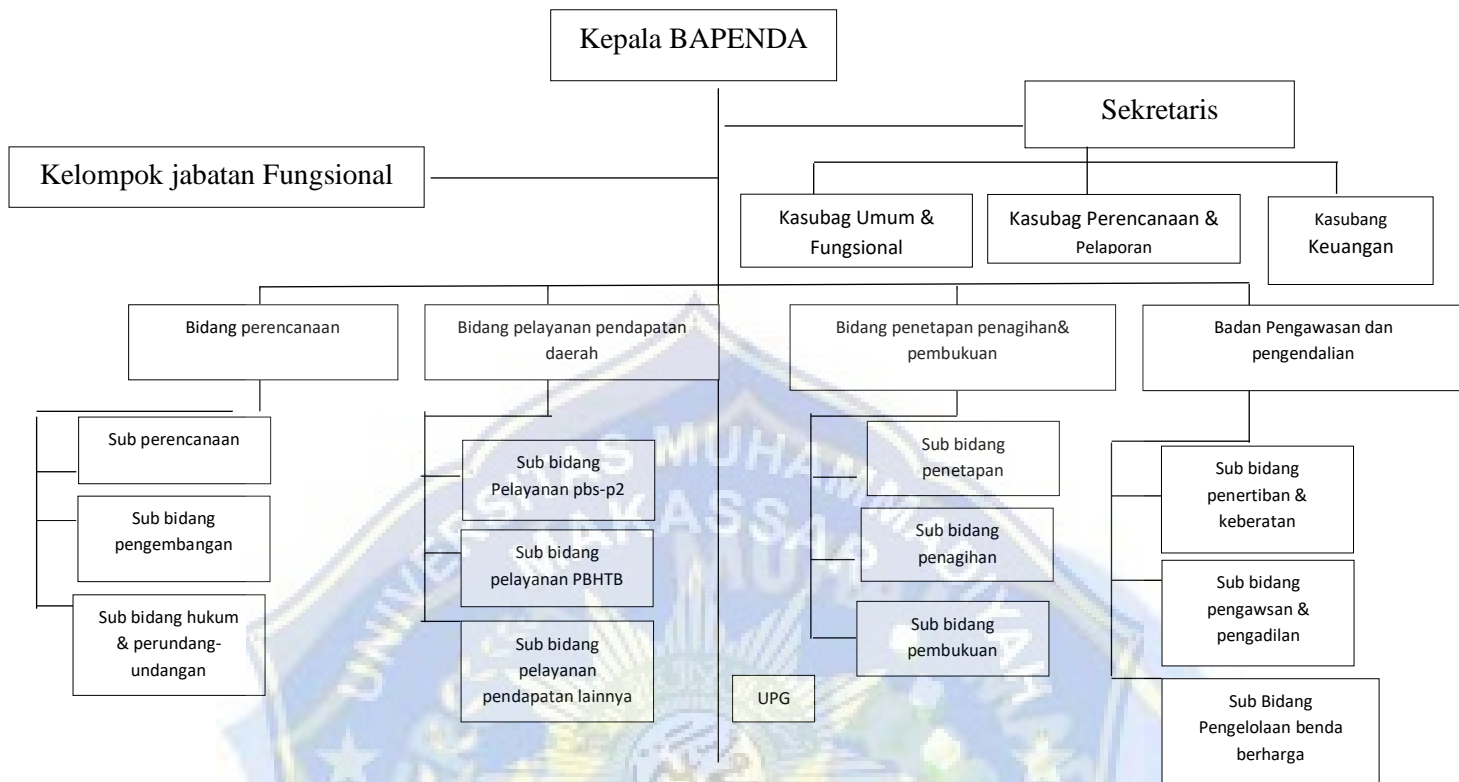 Kepala BAPENDA
Sekretaris
Kelompok jabatan Fungsional
Kasubag Umum &
Fungsional
Kasubag Perencanaan &
Pelaporan
Kasubang
Keuangan
Bidang perencanaan
Bidang pelayanan pendapatan
daerah
Bidang penetapan penagihan&
pembukuan
Badan Pengawasan dan
pengendalian
Sub perencanaan
Sub bidang
pengembangan
Sub bidang hukum
& perundang-
undangan
Sub bidang
Pelayanan pbs-p2
Sub bidang
pelayanan PBHTB
Sub bidang
pelayanan
pendapatan lainnya
Sub bidang
penetapan
Sub bidang
penagihan
Sub bidang
pembukuan
Sub bidang
penertiban &
keberatan
Sub bidang
pengawsan &
pengadilan
Sub Bidang
Pengelolaan benda
berharga
UPG
UNIVERSITAS MUHAMMADIYAH
MAKASSAR